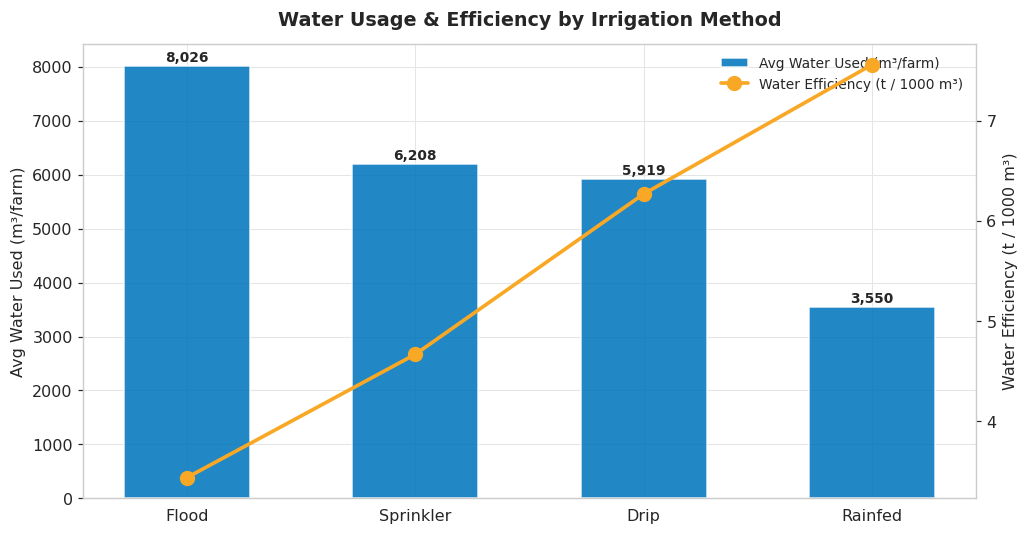 Water Usage & Efficiency by Irrigation Method
Avg Water Used (m³/farm)
Water Efficiency (t / 1000 m³)
8,026
6,208
5,919
3,550
8000
7000
6000
5000
4000
3000
2000
1000
0
Avg Water Used (m³/farm)
7
6
5
4
Water Efficiency (t / 1000 m³)
Flood
Sprinkler
Drip
Rainfed